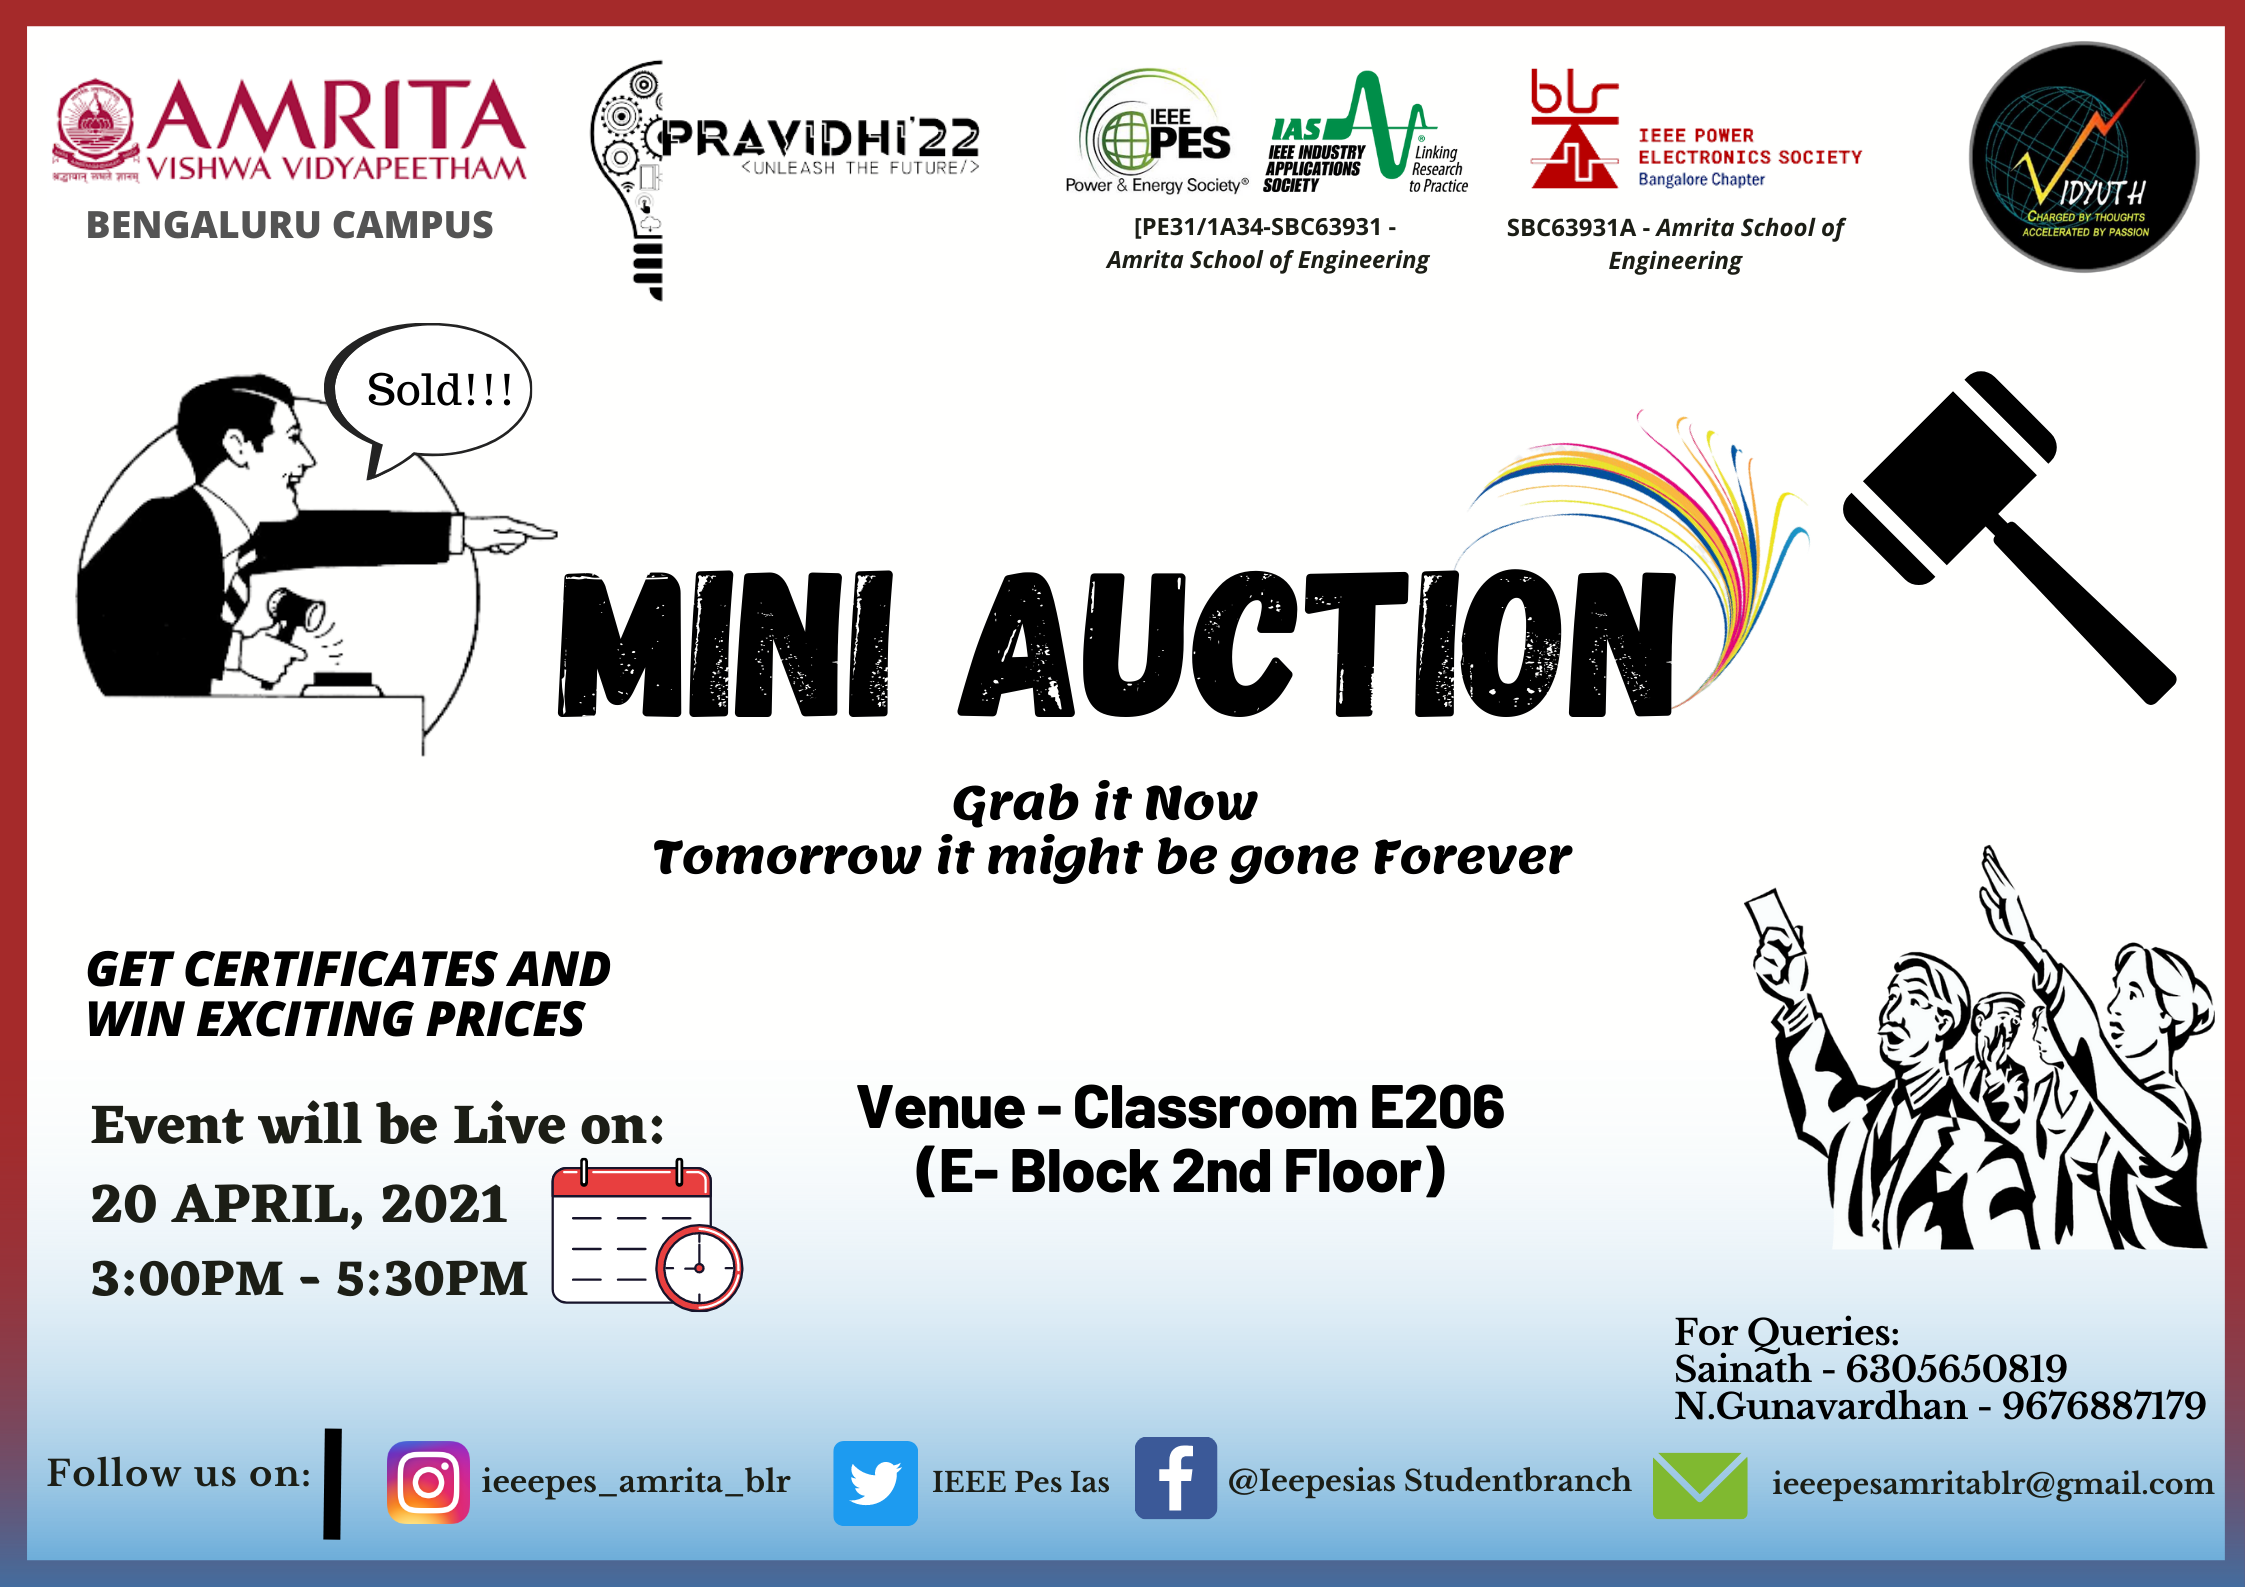 AMRITA
VISHWA VIDYAPEETHAM
श्रद्धावान् लभते ज्ञानम्
BENGALURU CAMPUS
PRAVIDHI'22
<UNLEASH THE FUTURE/>
IEEE
PES
Power & Energy Society®
IAS
IEEE INDUSTRY
APPLICATIONS
SOCIETY
®
Linking
Research
to Practice
[PE31/1A34-SBC63931 -
Amrita School of Engineering
blr
IEEE POWER
ELECTRONICS SOCIETY
Bangalore Chapter
SBC63931A - Amrita School of
Engineering
VIDYUTH
CHARGED BY THOUGHTS
ACCELERATED BY PASSION
Sold!!!
MINI AUCTION
Grab it Now
Tomorrow it might be gone Forever
GET CERTIFICATES AND
WIN EXCITING PRICES
Event will be Live on:
20 APRIL, 2021
3:00PM - 5:30PM
Venue - Classroom E206
(E- Block 2nd Floor)
For Queries:
Sainath - 6305650819
N.Gunavardhan - 9676887179
Follow us on:
ieeepes_amrita_blr
IEEE Pes Ias
@Ieepesias Studentbranch
ieeepesamritablr@gmail.com